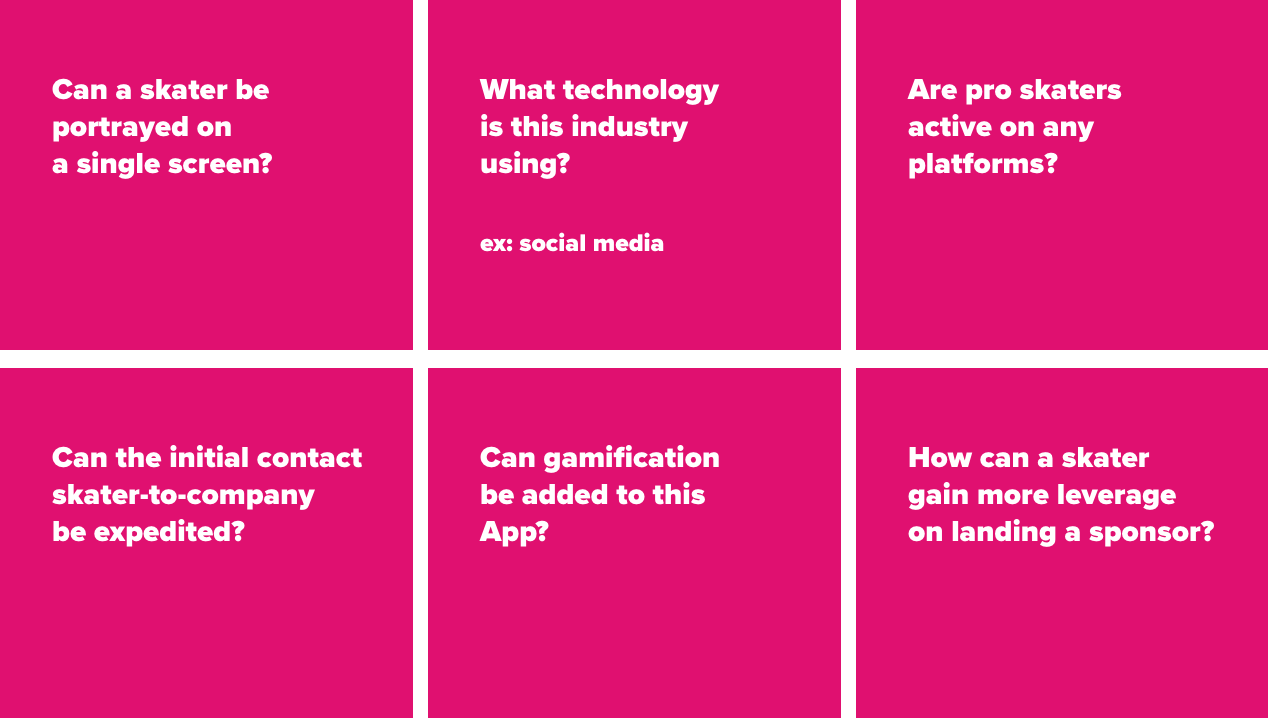 Can a skater be
portrayed on
a single screen?
What technology
is this industry
using?
ex: social media
Are pro skaters
active on any
platforms?
Can the initial contact
skater-to-company
be expedited?
Can gamification
be added to this
App?
How can a skater
gain more leverage
on landing a sponsor?